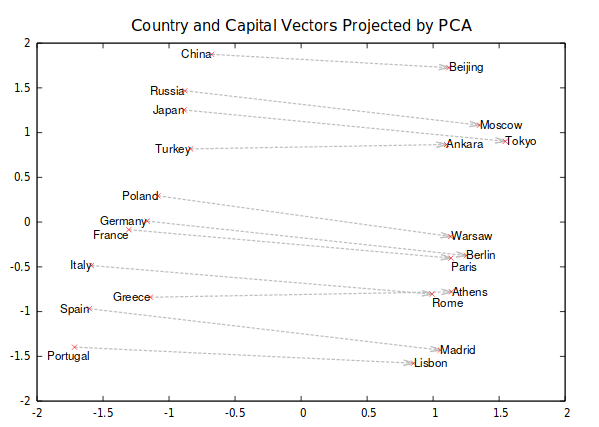 Country and Capital Vectors Projected by PCA
2
China
Beijing
1.5
Russia
Japan
Moscow
1
Tokyo
Turkey
Ankara
0.5
Poland
Germany
0
France
Warsaw
Berlin
Italy
Paris
-0.5
Greece
Athens
Rome
Spain
-1
Madrid
Portugal
Lisbon
-1.5
-2
-2 -1.5 -1 -0.5 0 0.5 1 1.5 2